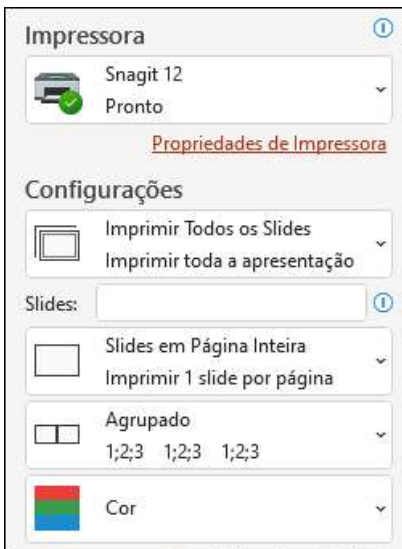 Impressora
Snagit 12
Pronto
Propriedades de Impressora
Configurações
Imprimir Todos os Slides
Imprimir toda a apresentação
Slides:
Slides em Página Inteira
Imprimir 1 slide por página
Agrupado
1;2;3 1;2;3 1;2;3
Cor